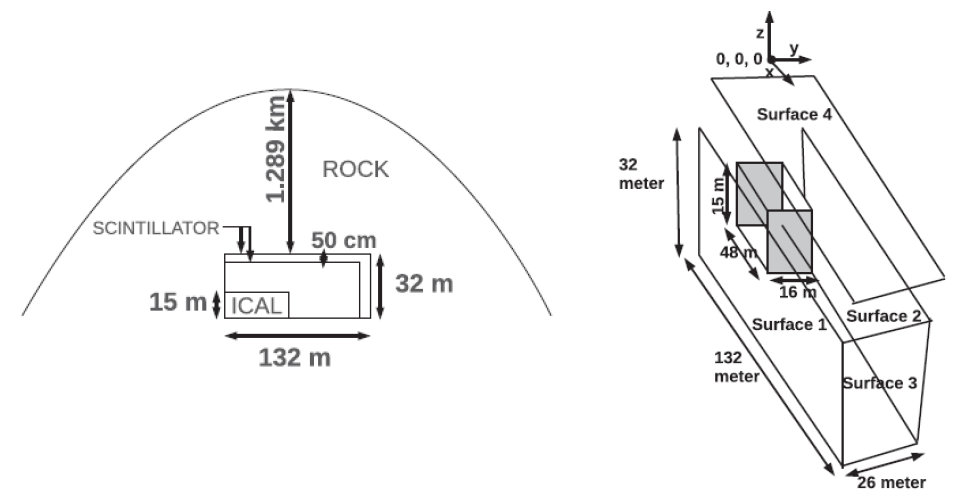 1.289 km
ROCK
SCINTILLATOR
50 cm
32 m
15 m
ICAL
132 m
z
y
0, 0, 0
x
Surface 4
32
meter
15 m
48 m
16 m
Surface 1
Surface 2
132
meter
Surface 3
26 meter